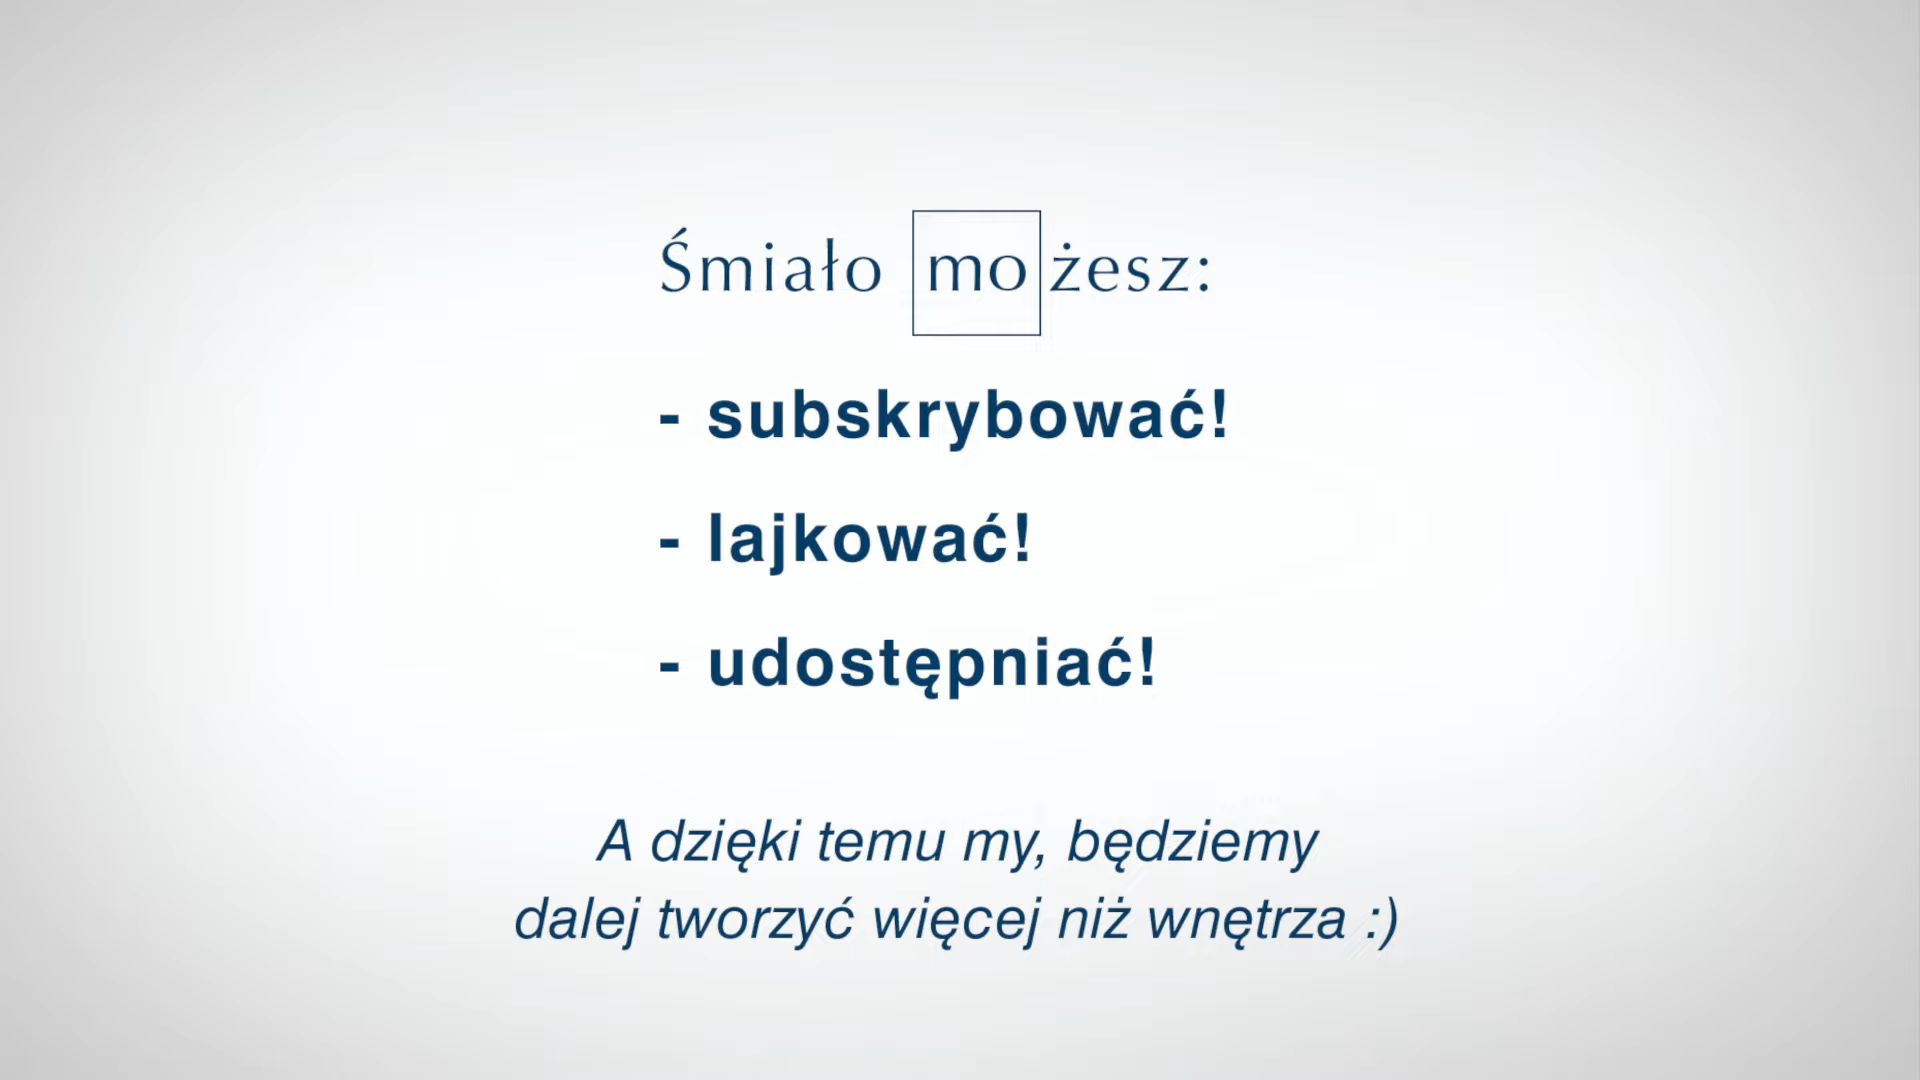 Śmiało możesz:
- subskrybować!
- lajkować!
- udostępniać!
A dzięki temu my, będziemy
dalej tworzyć więcej niż wnętrza :)